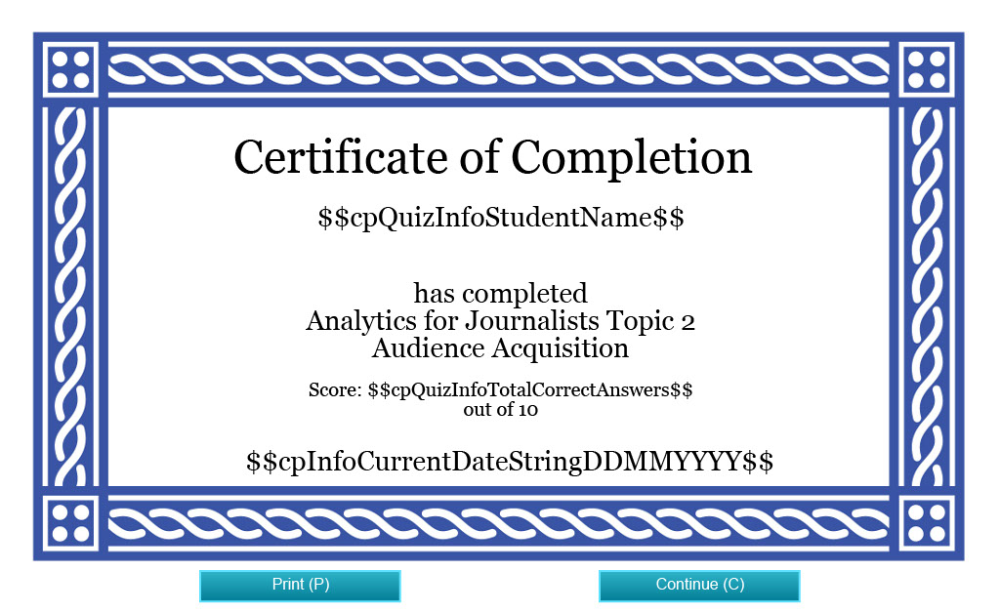 Certificate of Completion
$$cpQuizInfoStudentName$$
has completed
Analytics for Journalists Topic 2
Audience Acquisition
Score: $$cpQuizInfoTotalCorrectAnswers$$
out of 10
$$cpInfoCurrentDateStringDDMMYYYY$$
Print (P)
Continue (C)